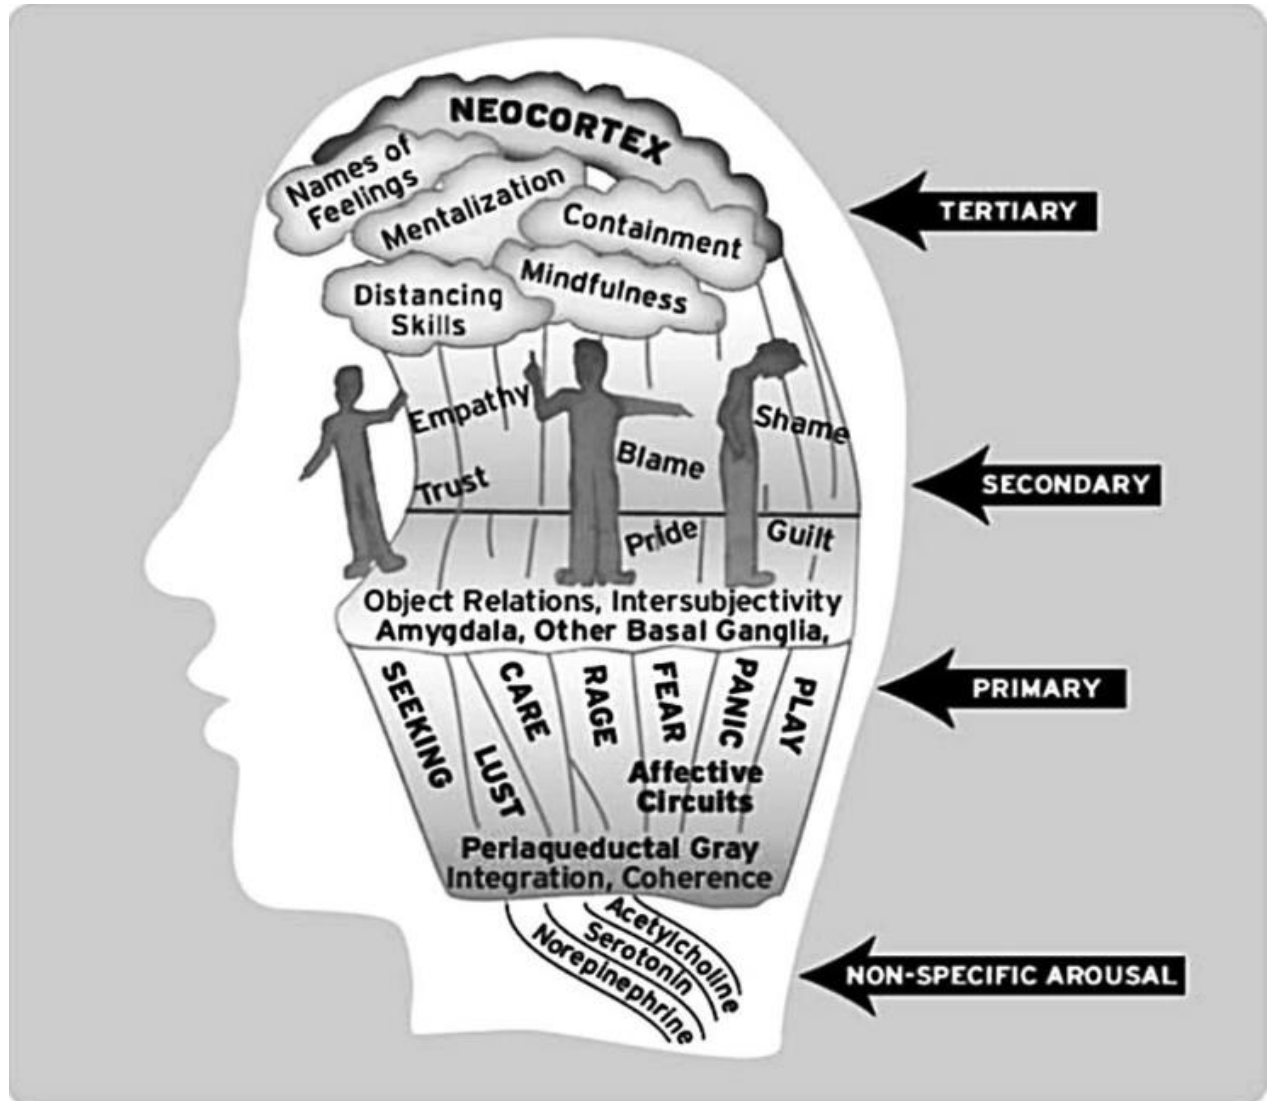 NEOCORTEX
Names of
Feelings
Mentalization
Containment
TERTIARY
Mindfulness
Distancing
Skills
Empathy
Shame
Blame
Trust
SECONDARY
Pride
Guilt
Object Relations, Intersubjectivity
Amygdala, Other Basal Ganglia,
SEEKING
LUST
CARE
RAGE
FEAR
PANIC
PLAY
PRIMARY
Affective
Circuits
Periaqueductal Gray
Integration, Coherence
Acetylcholine
Serotonin
Norepinephrine
NON-SPECIFIC AROUSAL